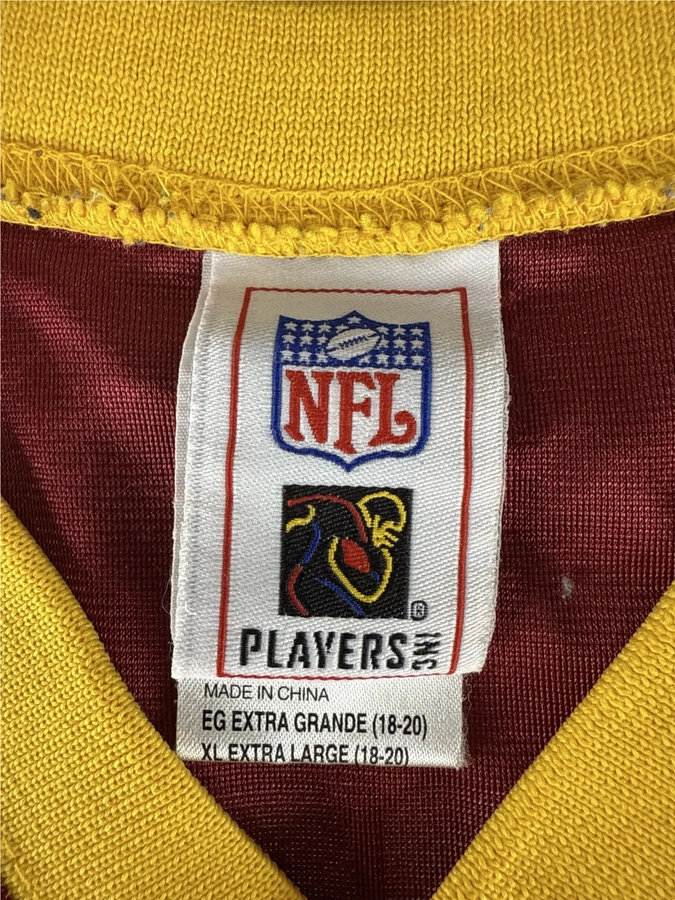 NFL
®
PLAYERS INC
MADE IN CHINA
EG EXTRA GRANDE (18-20)
XL EXTRA LARGE (18-20)